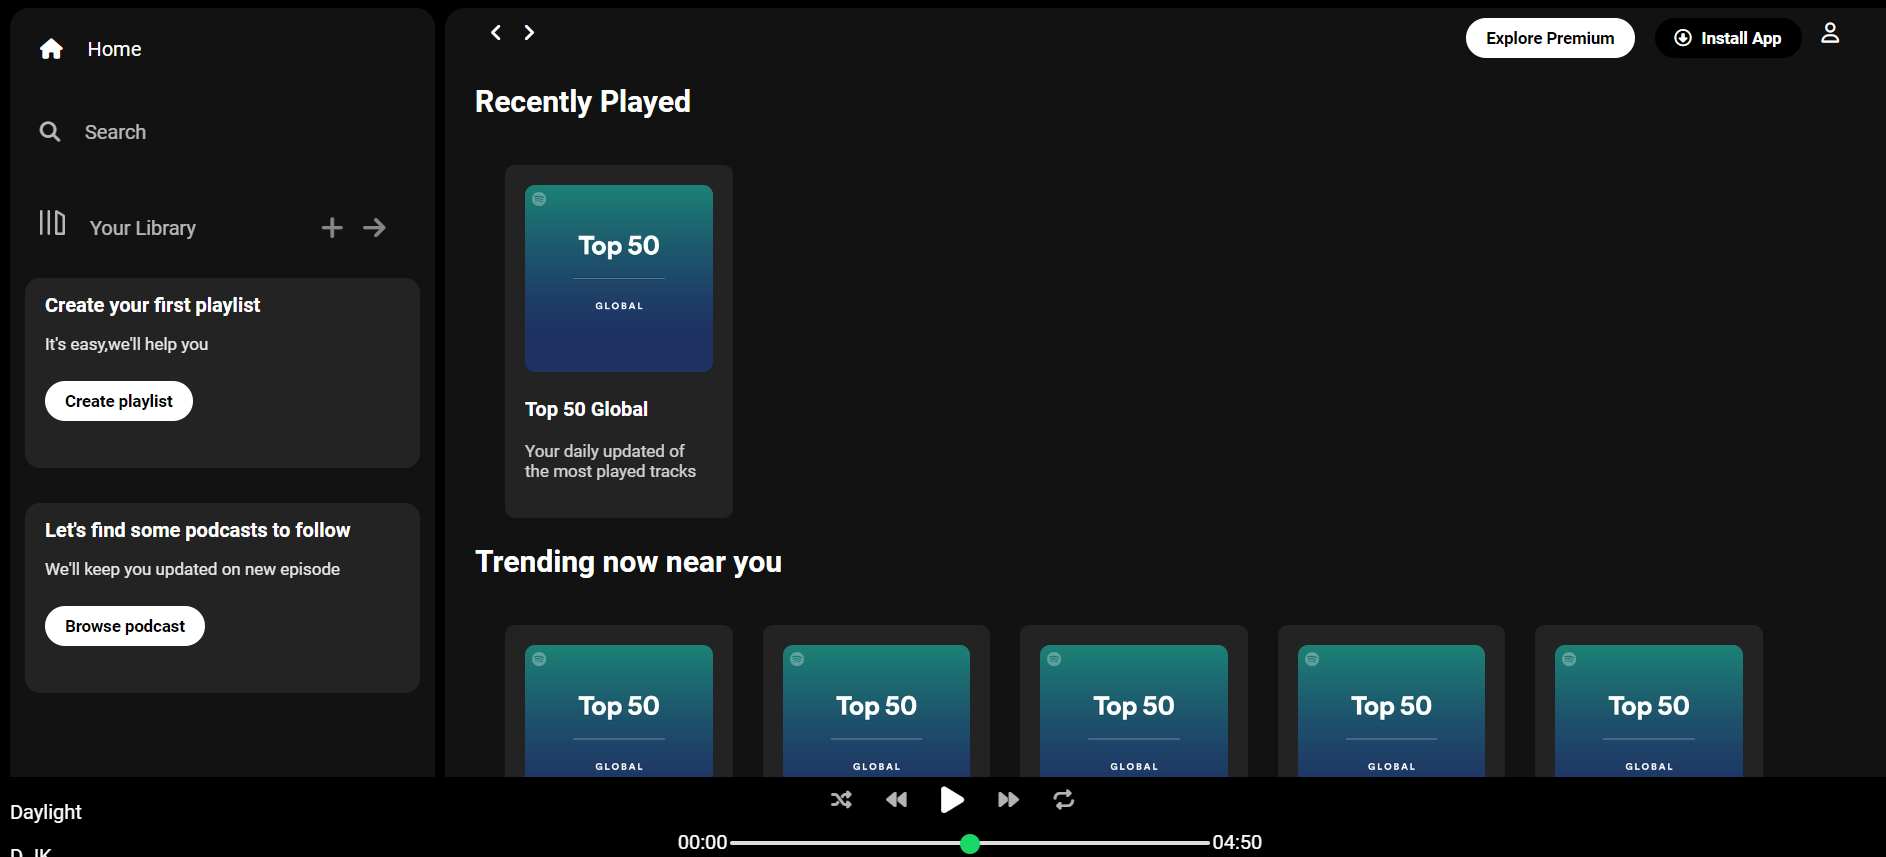 Home
Search
Your Library
Create your first playlist
It's easy,we'll help you
Create playlist
Let's find some podcasts to follow
We'll keep you updated on new episode
Browse podcast
Explore Premium
Install App
Recently Played
Top 50
GLOBAL
Top 50 Global
Your daily updated of
the most played tracks
Trending now near you
Top 50
GLOBAL
Top 50
GLOBAL
Top 50
GLOBAL
Top 50
GLOBAL
Top 50
GLOBAL
Daylight
00:00
04:50